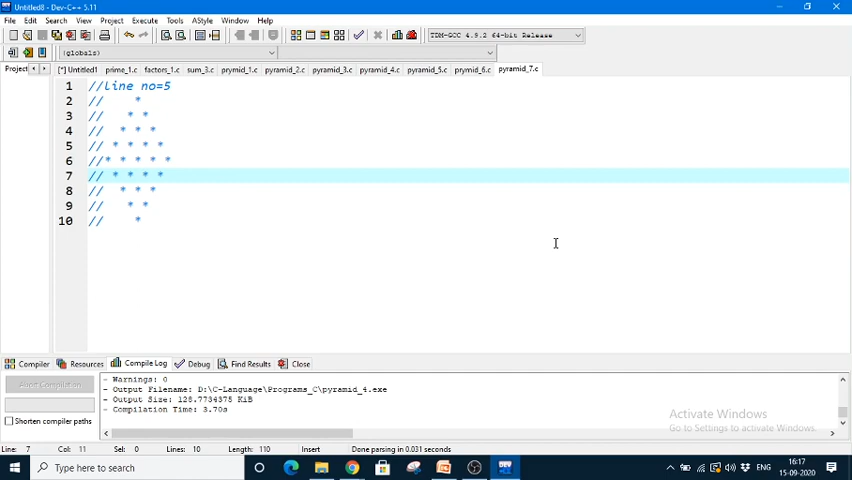 Untitled8 - Dev-C++ 5.11
File Edit Search View Project Execute Tools AStyle Window Help
TDM-GCC 4.9.2 64-bit Release
(globals)
Project
[*] Untitled1 prime_1.c factors_1.c sum_3.c prymid_1.c pyramid_2.c pyramid_3.c pyramid_4.c pyramid_5.c prymid_6.c pyramid_7.c
1 //line no=5
2 //     *
3 //    * *
4 //   * * *
5 //  * * * *
6 //* * * * *
7 // * * * *
8 //   * * *
9 //    * *
10 //     *
Compiler Resources Compile Log Debug Find Results Close
Abort Compilation
Shorten compiler paths
- Warnings: 0
- Output Filename: D:\C-Language\Programs_C\pyramid_4.exe
- Output Size: 128.7734375 KiB
- Compilation Time: 3.70s
Activate Windows
Go to Settings to activate Windows.
Line: 7 Col: 11 Sel: 0 Lines: 10 Length: 110 Insert Done parsing in 0.031 seconds
Type here to search
ENG
16:17
15-09-2020